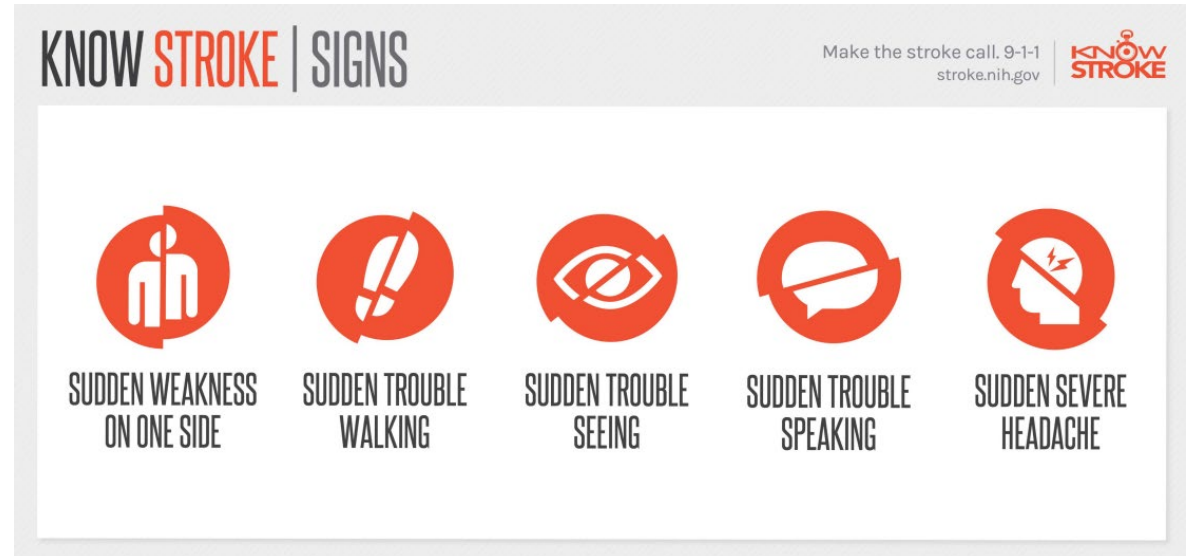 KNOW STROKE | SIGNS
Make the stroke call. 9-1-1
stroke.nih.gov
KNOW
STROKE
SUDDEN WEAKNESS
ON ONE SIDE
SUDDEN TROUBLE
WALKING
SUDDEN TROUBLE
SEEING
SUDDEN TROUBLE
SPEAKING
SUDDEN SEVERE
HEADACHE